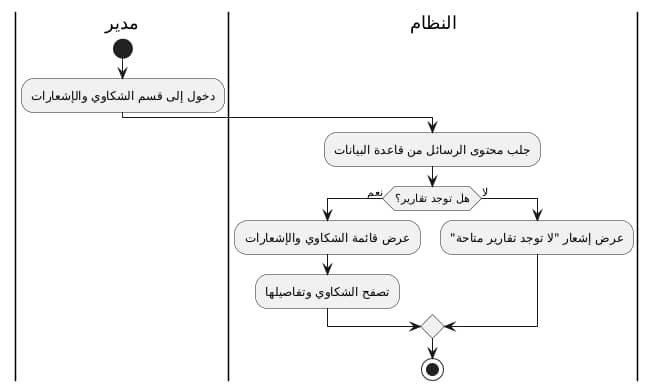 مدير
النظام
دخول إلى قسم الشكاوي والإشعارات
جلب محتوى الرسائل من قاعدة البيانات
هل توجد تقارير؟
نعم
لا
عرض قائمة الشكاوي والإشعارات
عرض إشعار "لا توجد تقارير متاحة"
تصفح الشكاوي وتفاصيلها